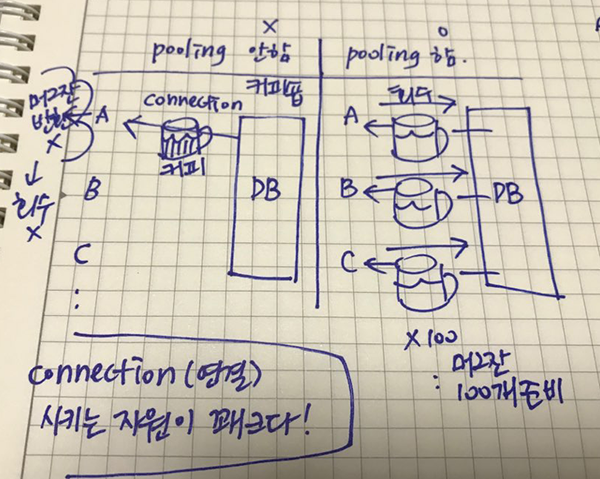 X
pooling 안함
커피숍
connection
커피
DB
머그잔
반환X
X
↓
회수
X
A
B
C
:
O
pooling 함.
회수
A
B
C
DB
X100
머그잔
: 100개 준비
connection (연결)
시키는 자원이 꽤크다!